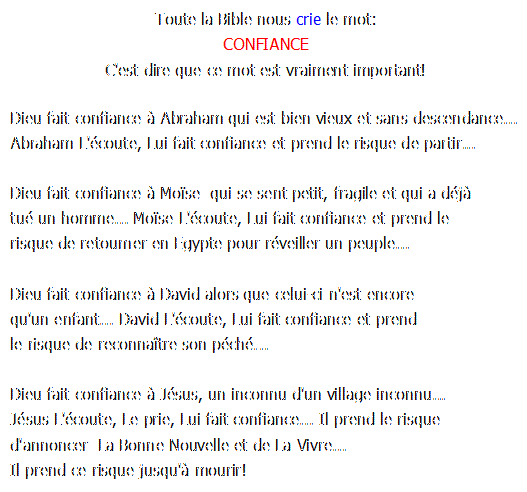 Toute la Bible nous crie le mot:
CONFIANCE
C'est dire que ce mot est vraiment important!
Dieu fait confiance à Abraham qui est bien vieux et sans descendance......
Abraham L'écoute, Lui fait confiance et prend le risque de partir......
Dieu fait confiance à Moïse qui se sent petit, fragile et qui a déjà
tué un homme...... Moïse L'écoute, Lui fait confiance et prend le
risque de retourner en Egypte pour réveiller un peuple......
Dieu fait confiance à David alors que celui-ci n'est encore
qu'un enfant...... David L'écoute, Lui fait confiance et prend
le risque de reconnaître son péché......
Dieu fait confiance à Jésus, un inconnu d'un village inconnu......
Jésus L'écoute, Le prie, Lui fait confiance...... Il prend le risque
d'annoncer La Bonne Nouvelle et de La Vivre......
Il prend ce risque jusqu'à mourir!